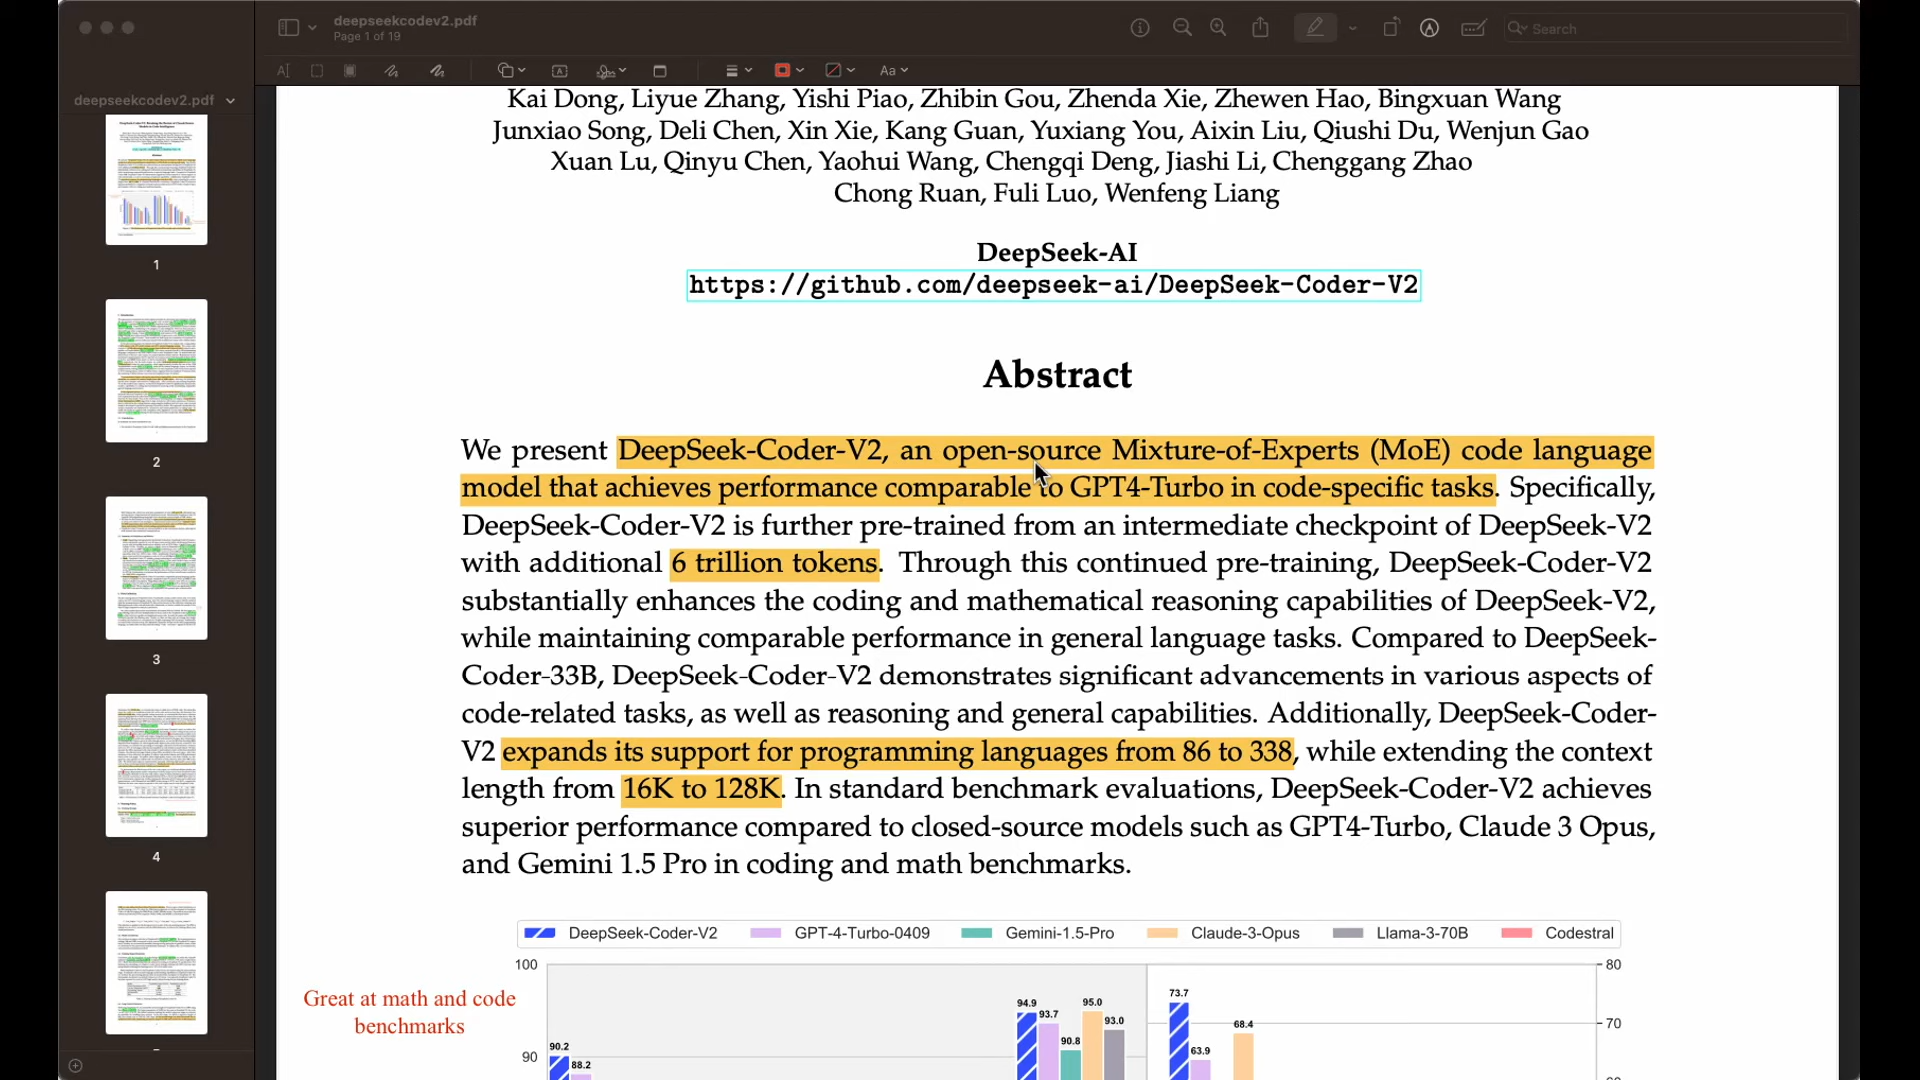 deepseekcodev2.pdf
Page 1 of 19
Search
Aa
deepseekcodev2.pdf
1
2
3
4
Kai Dong, Liyue Zhang, Yishi Piao, Zhibin Gou, Zhenda Xie, Zhewen Hao, Bingxuan Wang
Junxiao Song, Deli Chen, Xin Xie, Kang Guan, Yuxiang You, Aixin Liu, Qiushi Du, Wenjun Gao
Xuan Lu, Qinyu Chen, Yaohui Wang, Chengqi Deng, Jiashi Li, Chenggang Zhao
Chong Ruan, Fuli Luo, Wenfeng Liang
DeepSeek-AI
https://github.com/deepseek-ai/DeepSeek-Coder-V2
Abstract
We present DeepSeek-Coder-V2, an open-source Mixture-of-Experts (MoE) code language
model that achieves performance comparable to GPT4-Turbo in code-specific tasks. Specifically,
DeepSeek-Coder-V2 is further pre-trained from an intermediate checkpoint of DeepSeek-V2
with additional 6 trillion tokens. Through this continued pre-training, DeepSeek-Coder-V2
substantially enhances the coding and mathematical reasoning capabilities of DeepSeek-V2,
while maintaining comparable performance in general language tasks. Compared to DeepSeek-
Coder-33B, DeepSeek-Coder-V2 demonstrates significant advancements in various aspects of
code-related tasks, as well as reasoning and general capabilities. Additionally, DeepSeek-Coder-
V2 expands its support for programming languages from 86 to 338, while extending the context
length from 16K to 128K. In standard benchmark evaluations, DeepSeek-Coder-V2 achieves
superior performance compared to closed-source models such as GPT4-Turbo, Claude 3 Opus,
and Gemini 1.5 Pro in coding and math benchmarks.
DeepSeek-Coder-V2 GPT-4-Turbo-0409 Gemini-1.5-Pro Claude-3-Opus Llama-3-70B Codestral
100
80
Great at math and code
benchmarks
94.9
93.7
90.8
95.0
93.0
73.7
68.4
63.9
70
90
90.2
88.2